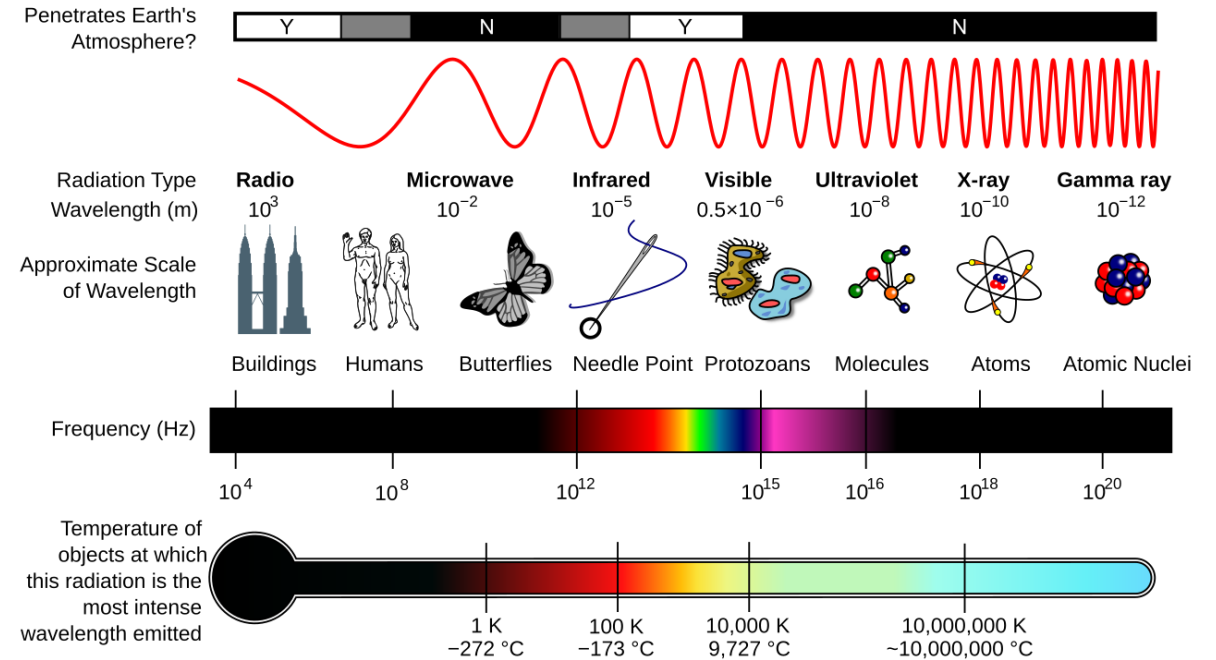 Penetrates Earth's
Atmosphere?
Y N Y N
Radiation Type
Radio Microwave Infrared Visible Ultraviolet X-ray Gamma ray
Wavelength (m)
10³ 10⁻² 10⁻⁵ 0.5×10⁻⁶ 10⁻⁸ 10⁻¹⁰ 10⁻¹²
Approximate Scale
of Wavelength
Buildings Humans Butterflies Needle Point Protozoans Molecules Atoms Atomic Nuclei
Frequency (Hz)
10⁴ 10⁸ 10¹² 10¹⁵ 10¹⁶ 10¹⁸ 10²⁰
Temperature of
objects at which
this radiation is the
most intense
wavelength emitted
1 K 100 K 10,000 K 10,000,000 K
−272 °C −173 °C 9,727 °C ~10,000,000 °C